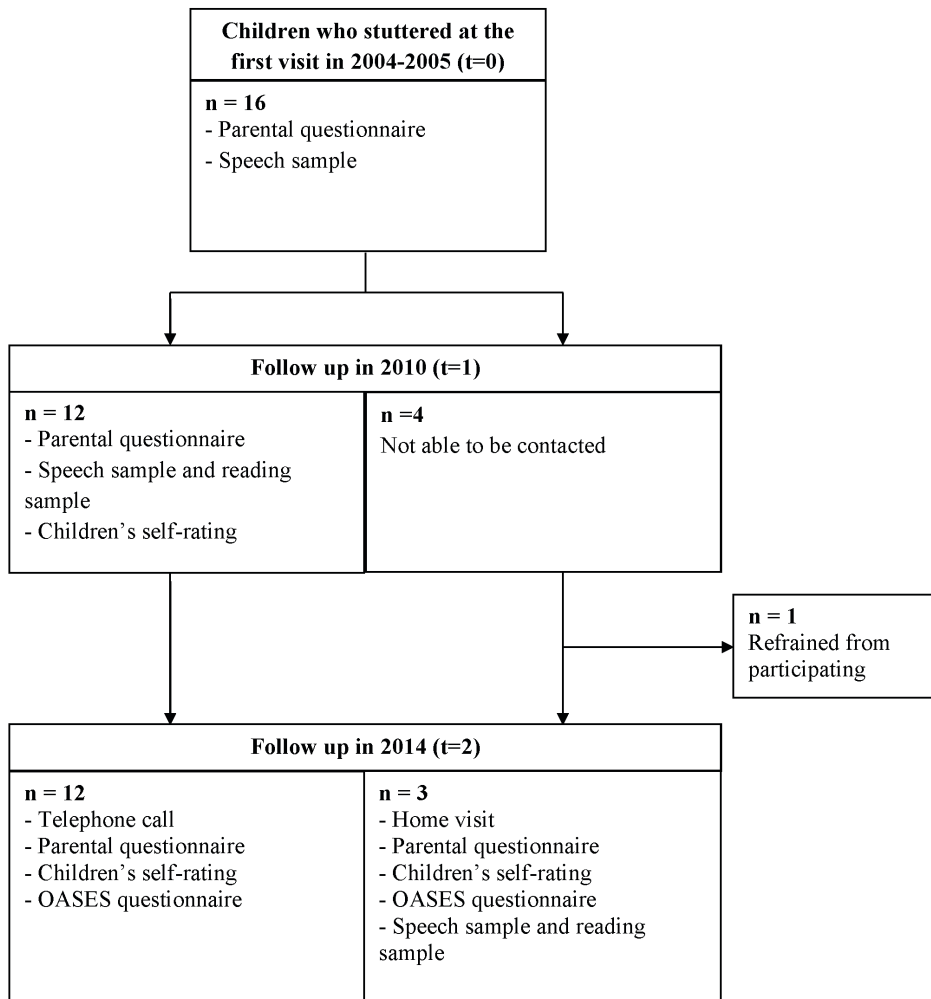 Children who stuttered at the
first visit in 2004-2005 (t=0)
n = 16
- Parental questionnaire
- Speech sample
Follow up in 2010 (t=1)
n = 12
- Parental questionnaire
- Speech sample and reading
sample
- Children’s self-rating
n =4
Not able to be contacted
n = 1
Refrained from
participating
Follow up in 2014 (t=2)
n = 12
- Telephone call
- Parental questionnaire
- Children’s self-rating
- OASES questionnaire
n = 3
- Home visit
- Parental questionnaire
- Children’s self-rating
- OASES questionnaire
- Speech sample and reading
sample